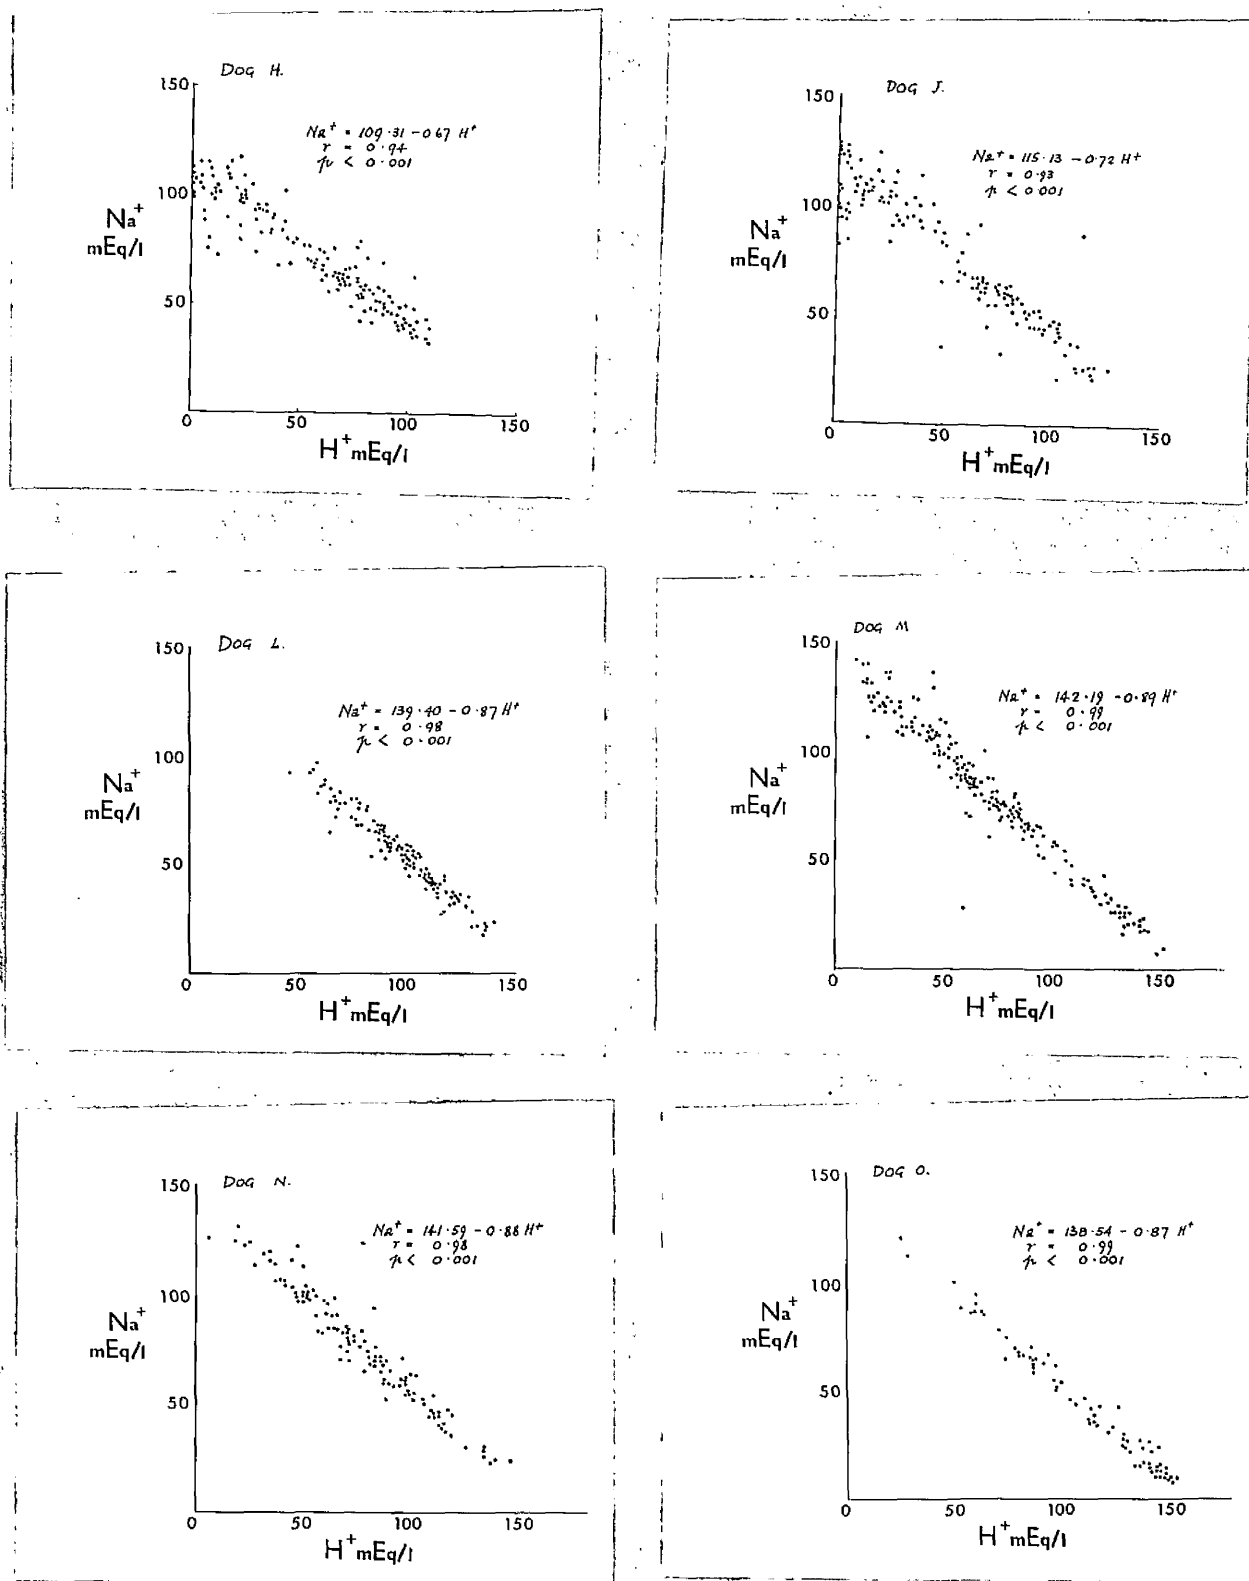 Dog H.
150
Na⁺ = 109·31 - 0·67 H⁺
r = 0·94
p < 0·001
100
Na⁺
mEq/l
50
0 50 100 150
H⁺ mEq/l
Dog J.
150
Na⁺ = 115·13 - 0·72 H⁺
r = 0·93
p < 0·001
100
Na⁺
mEq/l
50
0 50 100 150
H⁺ mEq/l
Dog L.
150
Na⁺ = 139·40 - 0·87 H⁺
r = 0·98
p < 0·001
100
Na⁺
mEq/l
50
0 50 100 150
H⁺ mEq/l
Dog M
150
Na⁺ = 142·19 - 0·89 H⁺
r = 0·99
p < 0·001
100
Na⁺
mEq/l
50
0 50 100 150
H⁺ mEq/l
Dog N.
150
Na⁺ = 141·59 - 0·88 H⁺
r = 0·98
p < 0·001
100
Na⁺
mEq/l
50
0 50 100 150
H⁺ mEq/l
Dog O.
150
Na⁺ = 138·54 - 0·87 H⁺
r = 0·99
p < 0·001
100
Na⁺
mEq/l
50
0 50 100 150
H⁺ mEq/l